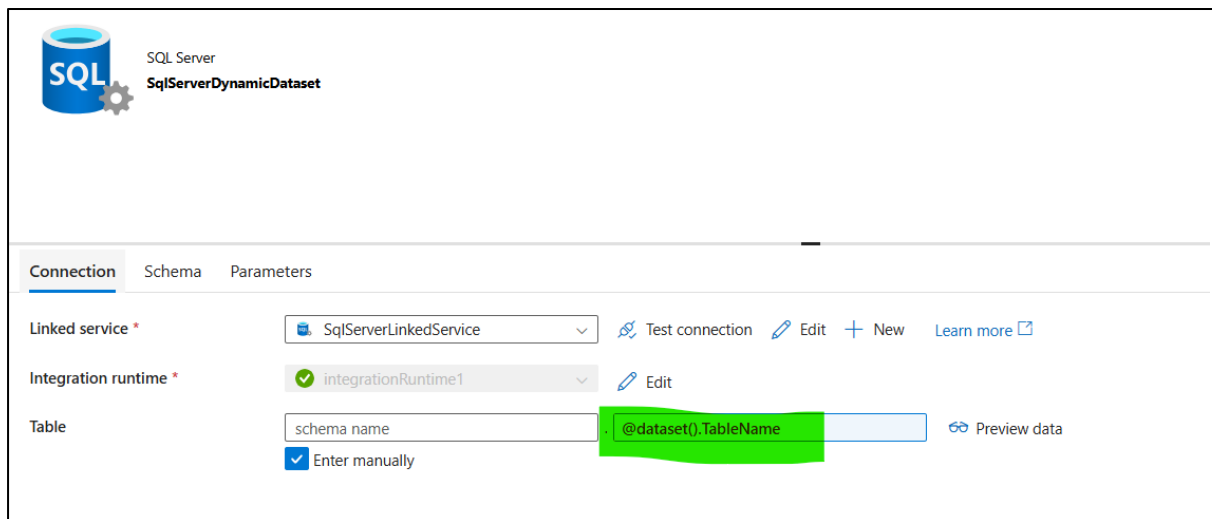 SQL
SQL Server
SqlServerDynamicDataset
Connection Schema Parameters
Linked service * SqlServerLinkedService Test connection Edit New Learn more
Integration runtime * integrationRuntime1 Edit
Table schema name . @dataset().TableName Preview data
Enter manually